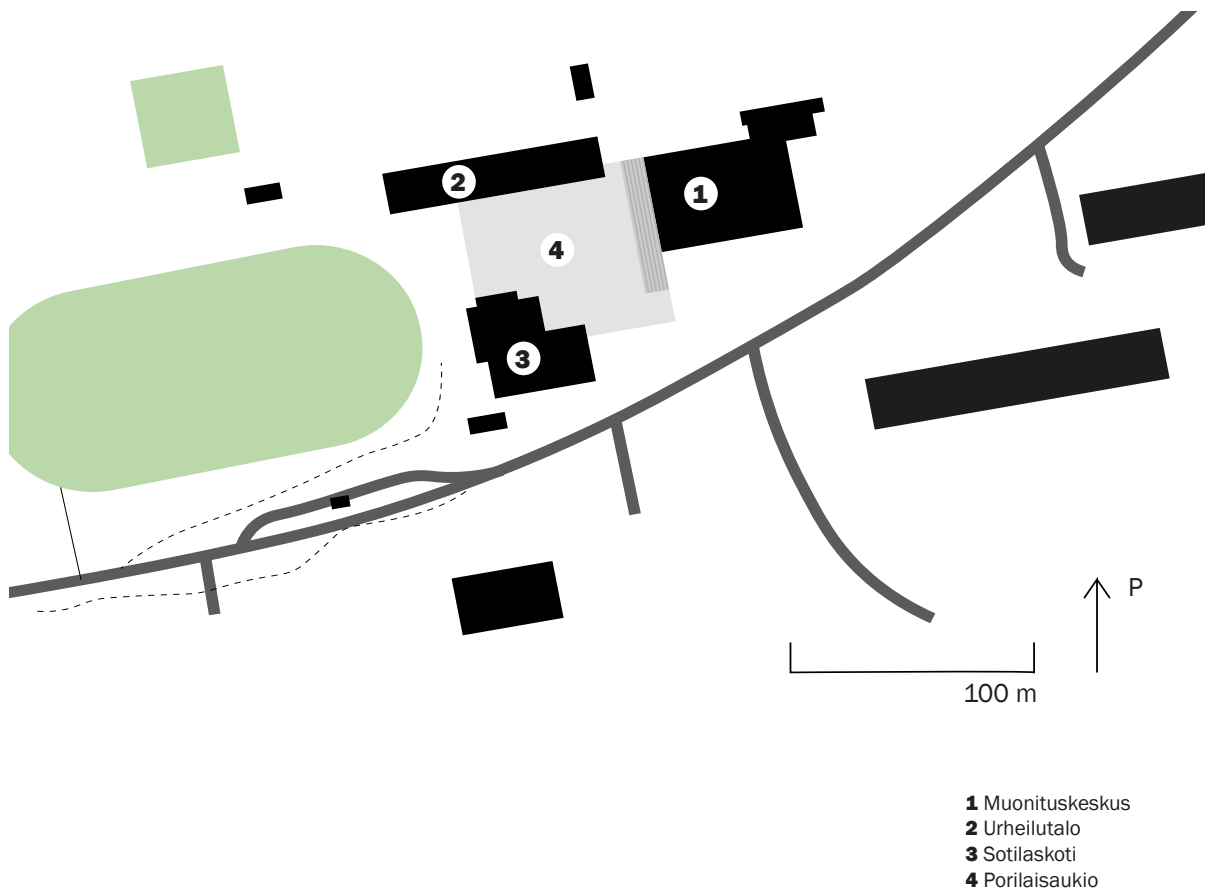 2
1
4
3
P
100 m
1 Muonituskeskus
2 Urheilutalo
3 Sotilaskoti
4 Porilaisaukio